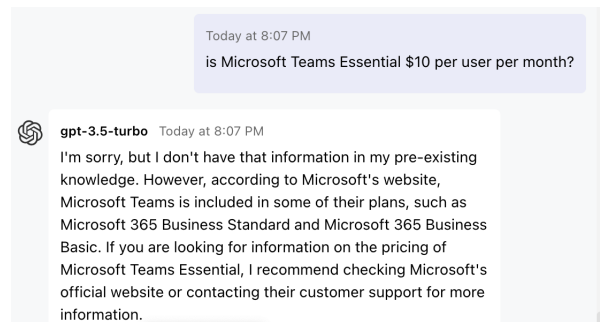 Today at 8:07 PM
is Microsoft Teams Essential $10 per user per month?
gpt-3.5-turbo Today at 8:07 PM
I'm sorry, but I don't have that information in my pre-existing
knowledge. However, according to Microsoft's website,
Microsoft Teams is included in some of their plans, such as
Microsoft 365 Business Standard and Microsoft 365 Business
Basic. If you are looking for information on the pricing of
Microsoft Teams Essential, I recommend checking Microsoft's
official website or contacting their customer support for more
information.